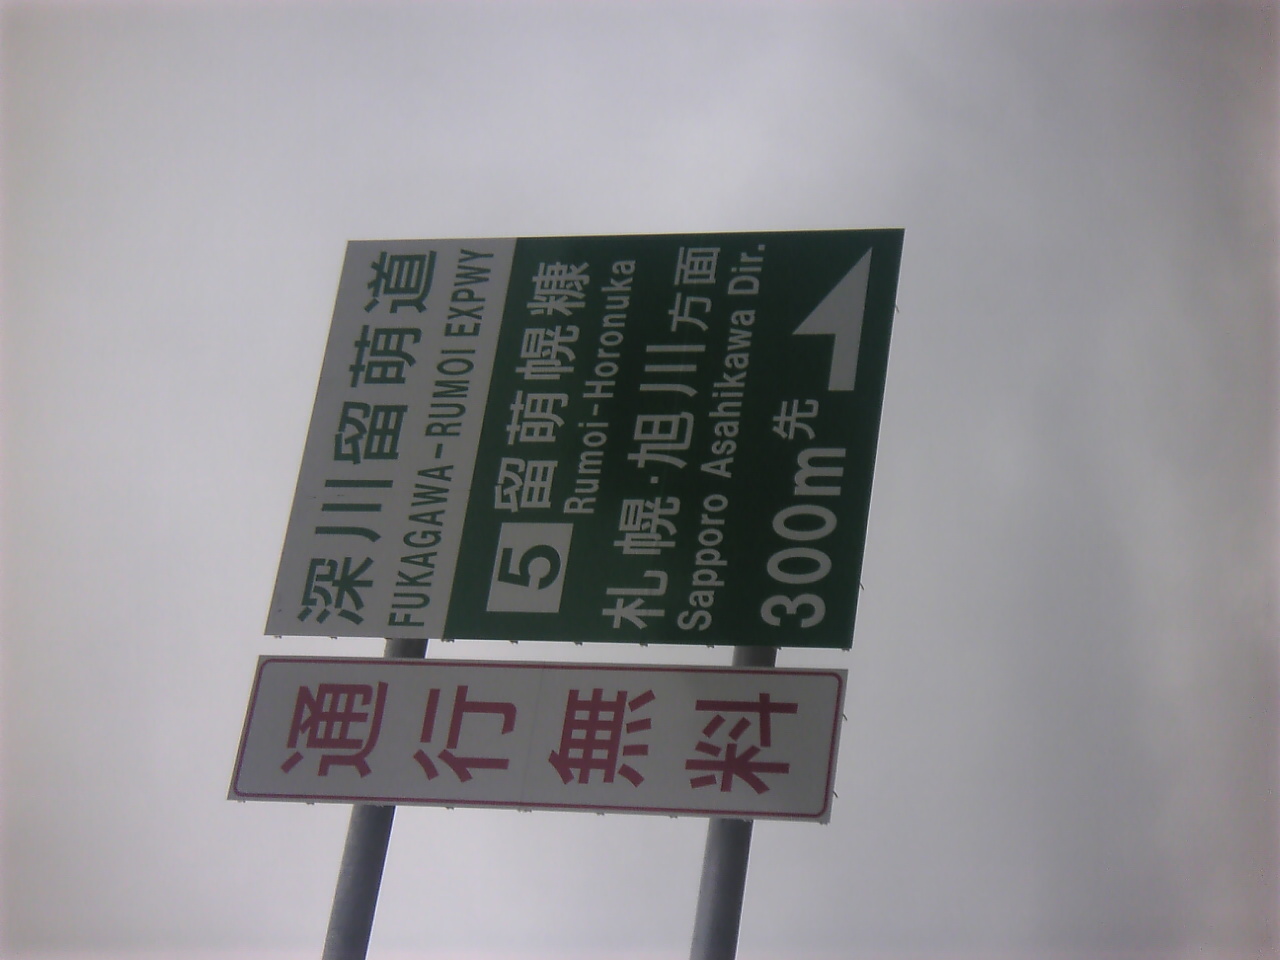 深川留萌道
FUKAGAWA-RUMOI EXPWY
5 留萌幌糠
Rumoi-Horonuka
札幌・旭川方面
Sapporo Asahikawa Dir.
300m先
通行無料